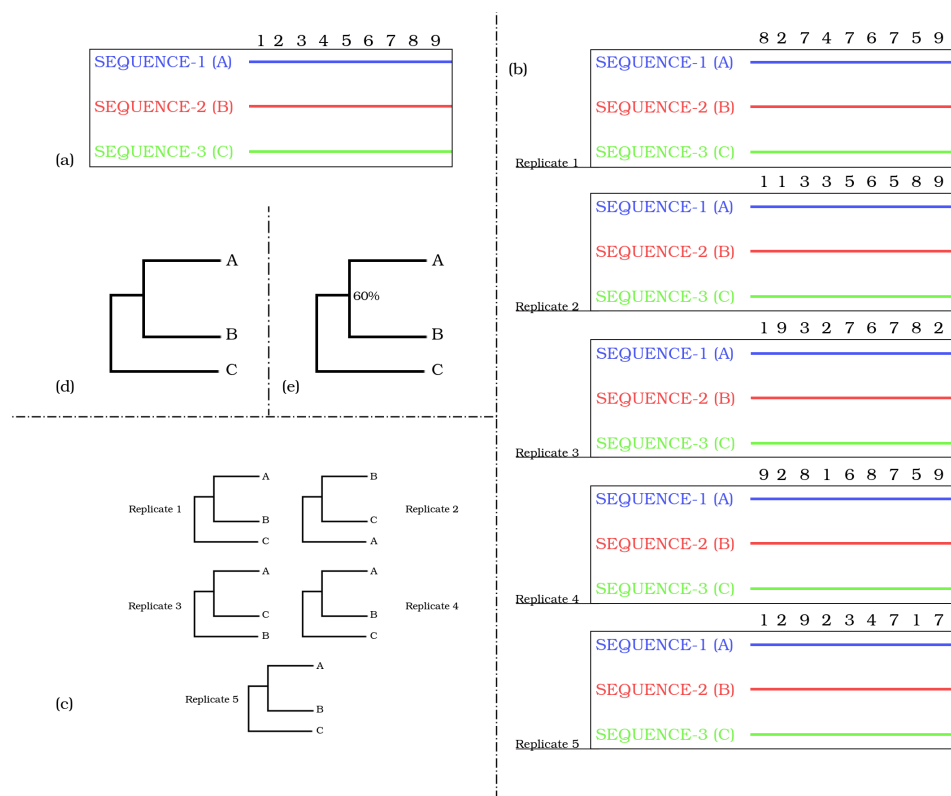 1 2 3 4 5 6 7 8 9
SEQUENCE-1 (A)
SEQUENCE-2 (B)
SEQUENCE-3 (C)
(a)
A
B
C
(d)
A
60%
B
C
(e)
Replicate 1
A
B
C
B
C
A
Replicate 2
Replicate 3
A
C
B
A
B
C
Replicate 4
Replicate 5
A
B
C
(c)
(b)
8 2 7 4 7 6 7 5 9
SEQUENCE-1 (A)
SEQUENCE-2 (B)
SEQUENCE-3 (C)
Replicate 1
1 1 3 3 5 6 5 8 9
SEQUENCE-1 (A)
SEQUENCE-2 (B)
SEQUENCE-3 (C)
Replicate 2
1 9 3 2 7 6 7 8 2
SEQUENCE-1 (A)
SEQUENCE-2 (B)
SEQUENCE-3 (C)
Replicate 3
9 2 8 1 6 8 7 5 9
SEQUENCE-1 (A)
SEQUENCE-2 (B)
SEQUENCE-3 (C)
Replicate 4
1 2 9 2 3 4 7 1 7
SEQUENCE-1 (A)
SEQUENCE-2 (B)
SEQUENCE-3 (C)
Replicate 5